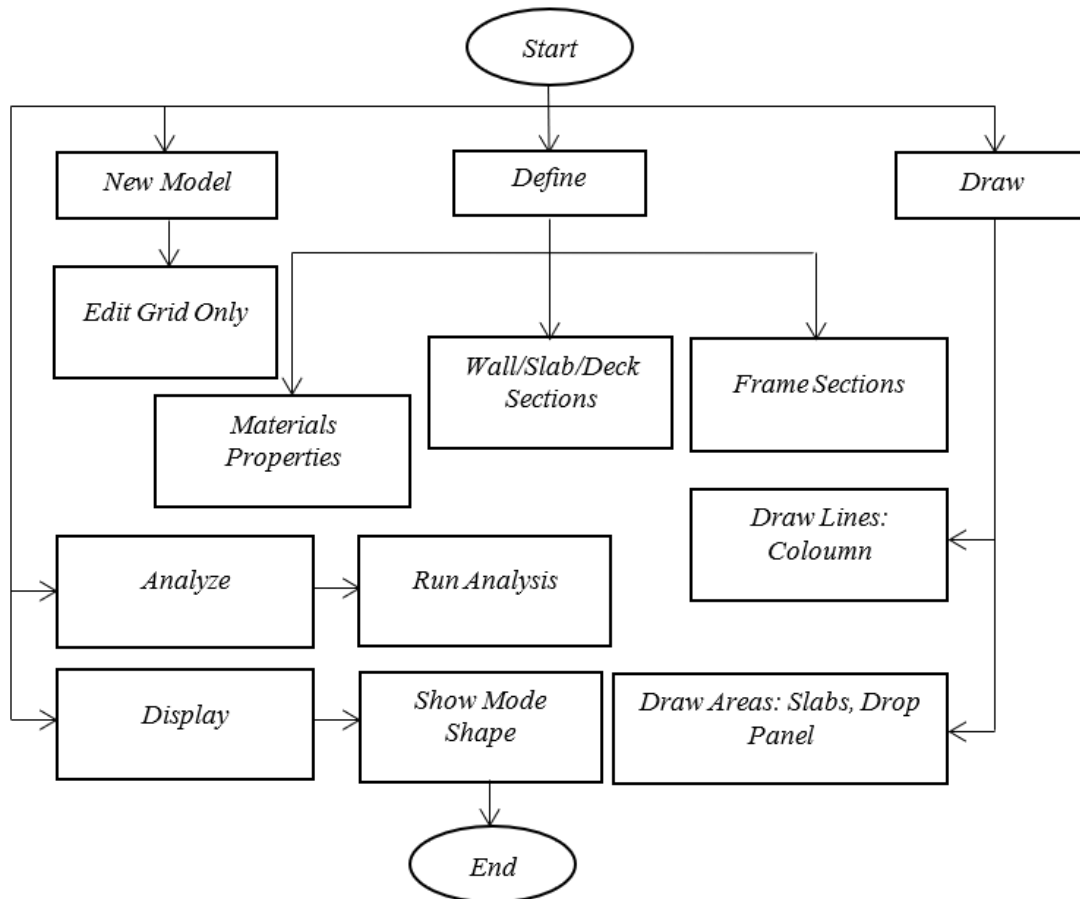 Start
New Model
Define
Draw
Edit Grid Only
Wall/Slab/Deck
Sections
Frame Sections
Materials
Properties
Draw Lines:
Coloumn
Analyze
Run Analysis
Display
Show Mode
Shape
Draw Areas: Slabs, Drop
Panel
End